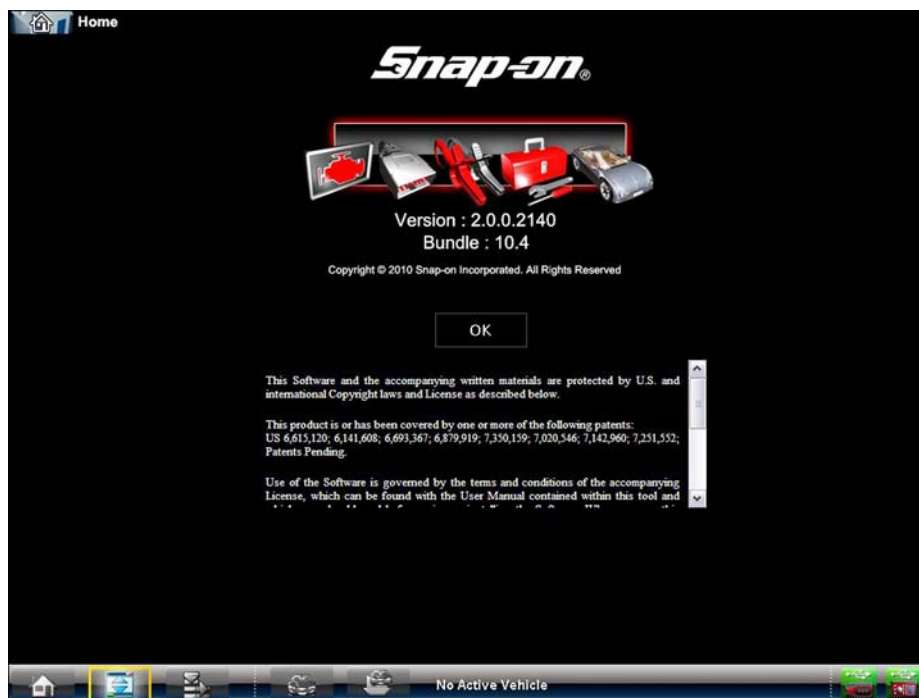 Home
Snap-on®
Version : 2.0.0.2140
Bundle : 10.4
Copyright © 2010 Snap-on Incorporated. All Rights Reserved
OK
This Software and the accompanying written materials are protected by U.S. and
international Copyright laws and License as described below.
This product is or has been covered by one or more of the following patents:
US 6,615,120; 6,141,608; 6,693,367; 6,879,919; 7,350,159; 7,020,546; 7,142,960; 7,251,552;
Patents Pending.
Use of the Software is governed by the terms and conditions of the accompanying
License, which can be found with the User Manual contained within this tool and
No Active Vehicle